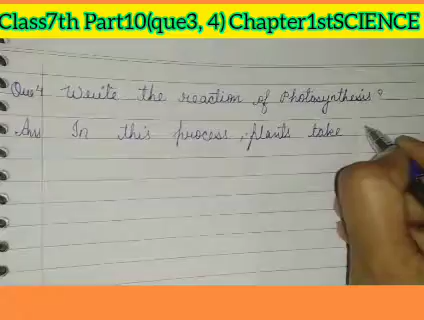 Class7th Part10(que3, 4) Chapter1stSCIENCE
Que4 Write the reaction of Photosynthesis?
Ans In this process, plants take